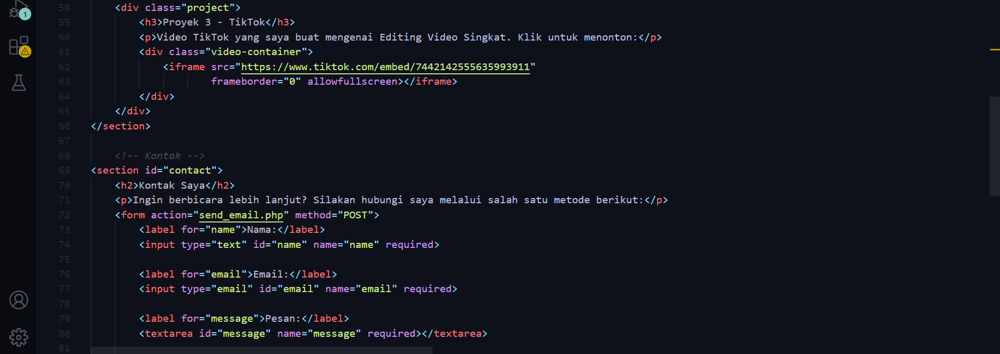 1
58 <div class="project">
59 <h3>Proyek 3 - TikTok</h3>
60 <p>Video TikTok yang saya buat mengenai Editing Video Singkat. Klik untuk menonton:</p>
61 <div class="video-container">
62 <iframe src="https://www.tiktok.com/embed/7442142555635993911"
63 frameborder="0" allowfullscreen></iframe>
64 </div>
65 </div>
66 </section>
67
68 <!-- Kontak -->
69 <section id="contact">
70 <h2>Kontak Saya</h2>
71 <p>Ingin berbicara lebih lanjut? Silakan hubungi saya melalui salah satu metode berikut:</p>
72 <form action="send_email.php" method="POST">
73 <label for="name">Nama:</label>
74 <input type="text" id="name" name="name" required>
75
76 <label for="email">Email:</label>
77 <input type="email" id="email" name="email" required>
78
79 <label for="message">Pesan:</label>
80 <textarea id="message" name="message" required></textarea>
81